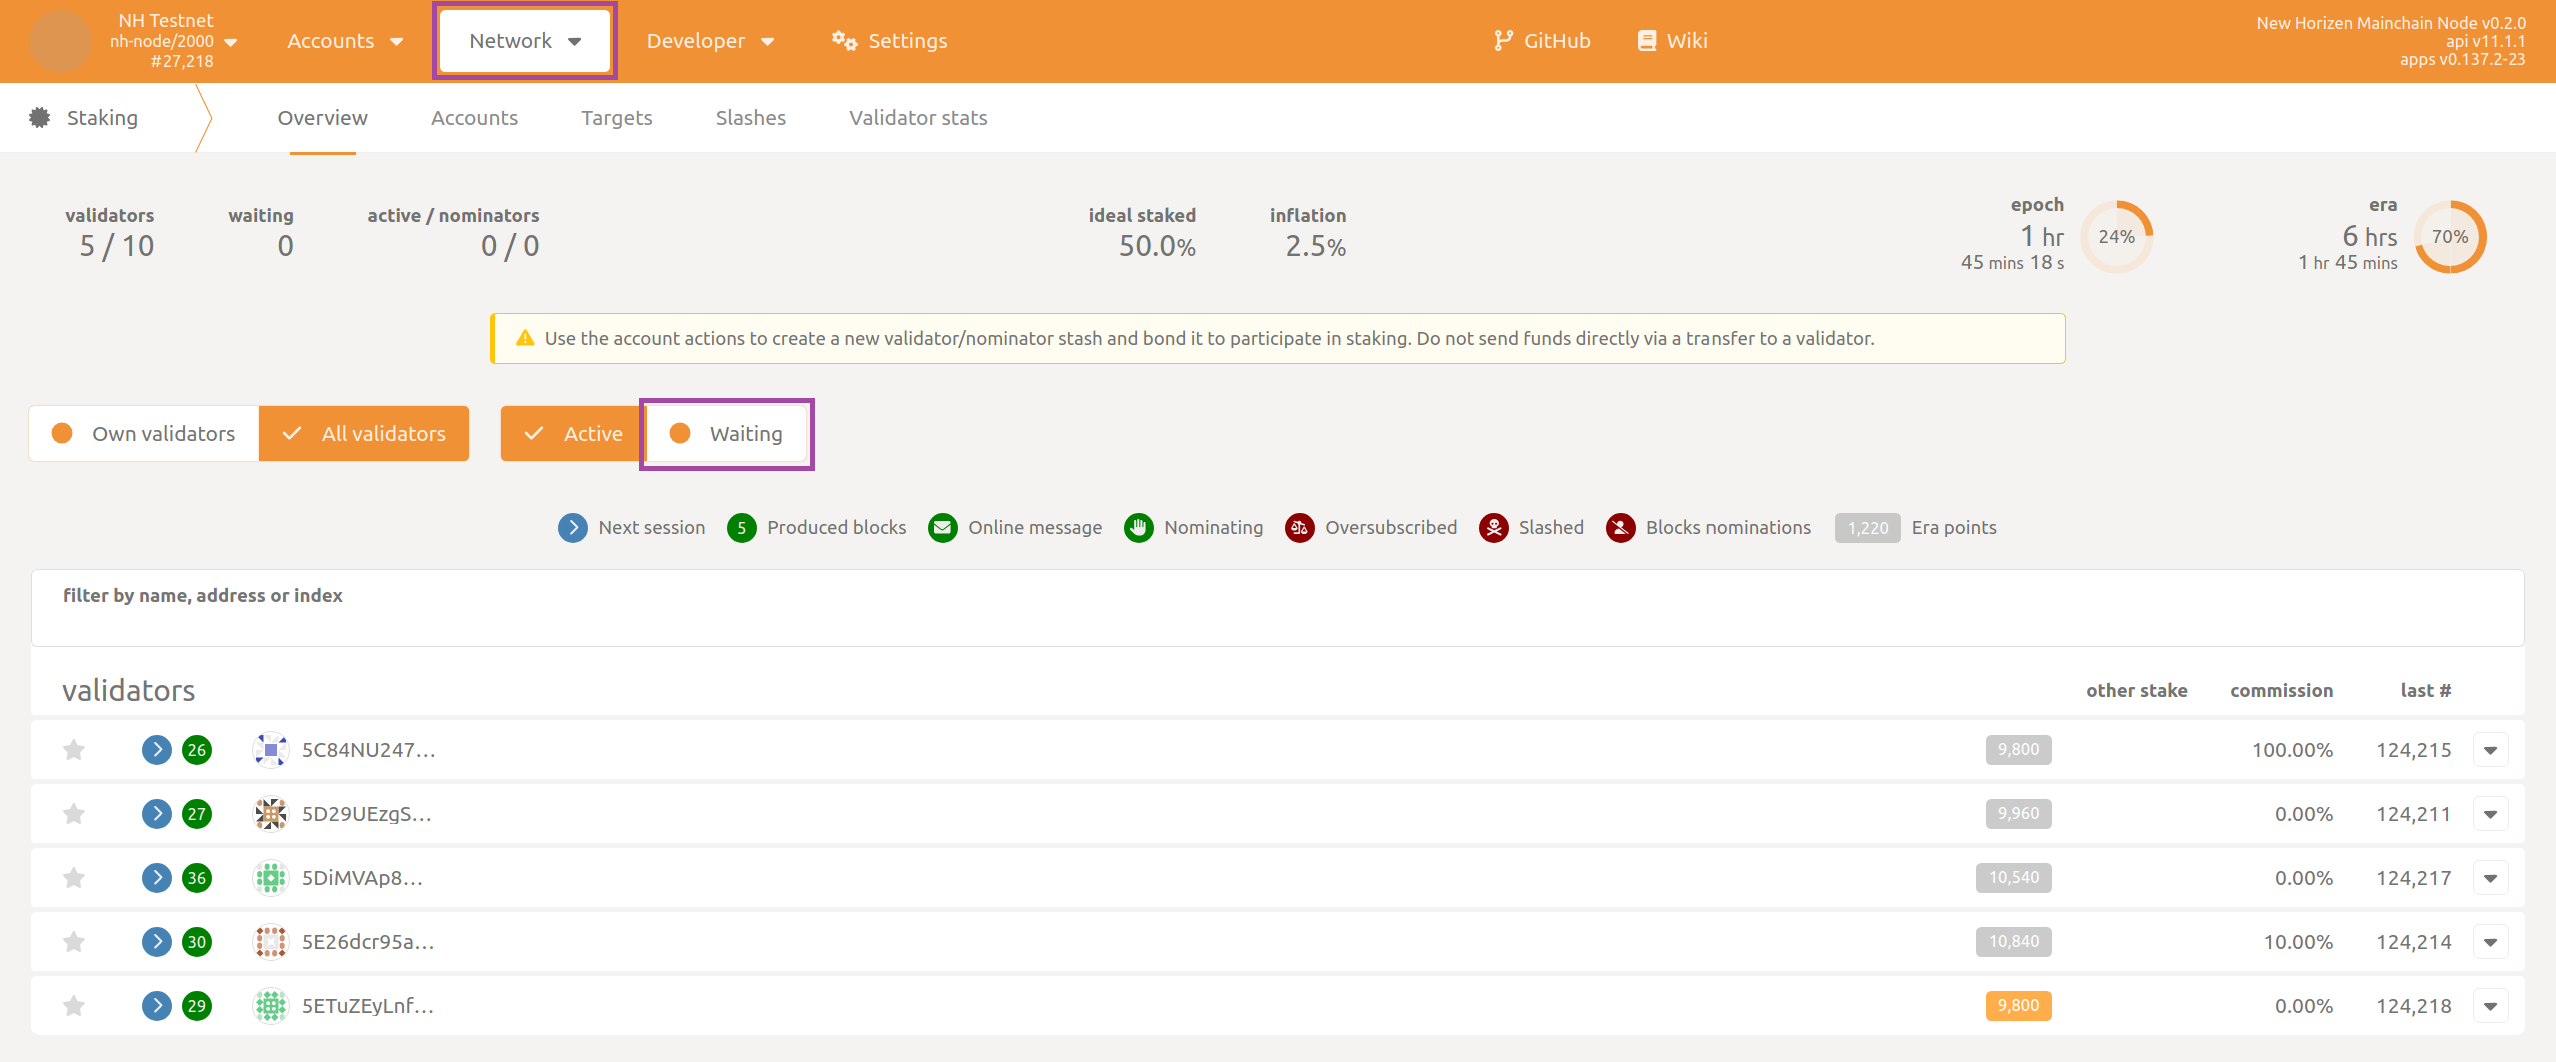 NH Testnet
nh-node/2000
#27,218
Accounts
Network
Developer
Settings
GitHub
Wiki
New Horizen Mainchain Node v0.2.0
api v11.1.1
apps v0.137.2-23
Staking
Overview
Accounts
Targets
Slashes
Validator stats
validators
5 / 10
waiting
0
active / nominators
0 / 0
ideal staked
50.0%
inflation
2.5%
epoch
1 hr
45 mins 18 s
24%
era
6 hrs
1 hr 45 mins
70%
Use the account actions to create a new validator/nominator stash and bond it to participate in staking. Do not send funds directly via a transfer to a validator.
Own validators
All validators
Active
Waiting
Next session
5 Produced blocks
Online message
Nominating
Oversubscribed
Slashed
Blocks nominations
1,220 Era points
filter by name, address or index
validators other stake commission last #
26 5C84NU247… 9,800 100.00% 124,215
27 5D29UEzgS… 9,960 0.00% 124,211
36 5DiMVAp8… 10,540 0.00% 124,217
30 5E26dcr95a… 10,840 10.00% 124,214
29 5ETuZEyLnf… 9,800 0.00% 124,218